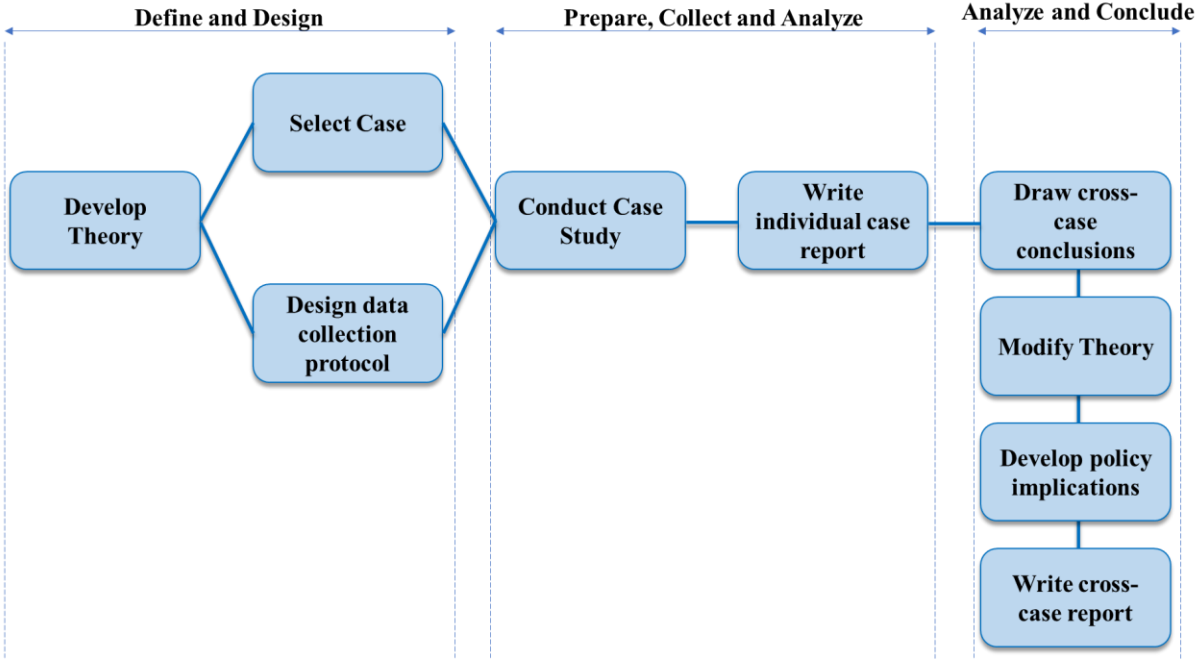 Define and Design
Prepare, Collect and Analyze
Analyze and Conclude
Select Case
Develop
Theory
Design data
collection
protocol
Conduct Case
Study
Write
individual case
report
Draw cross-
case
conclusions
Modify Theory
Develop policy
implications
Write cross-
case report